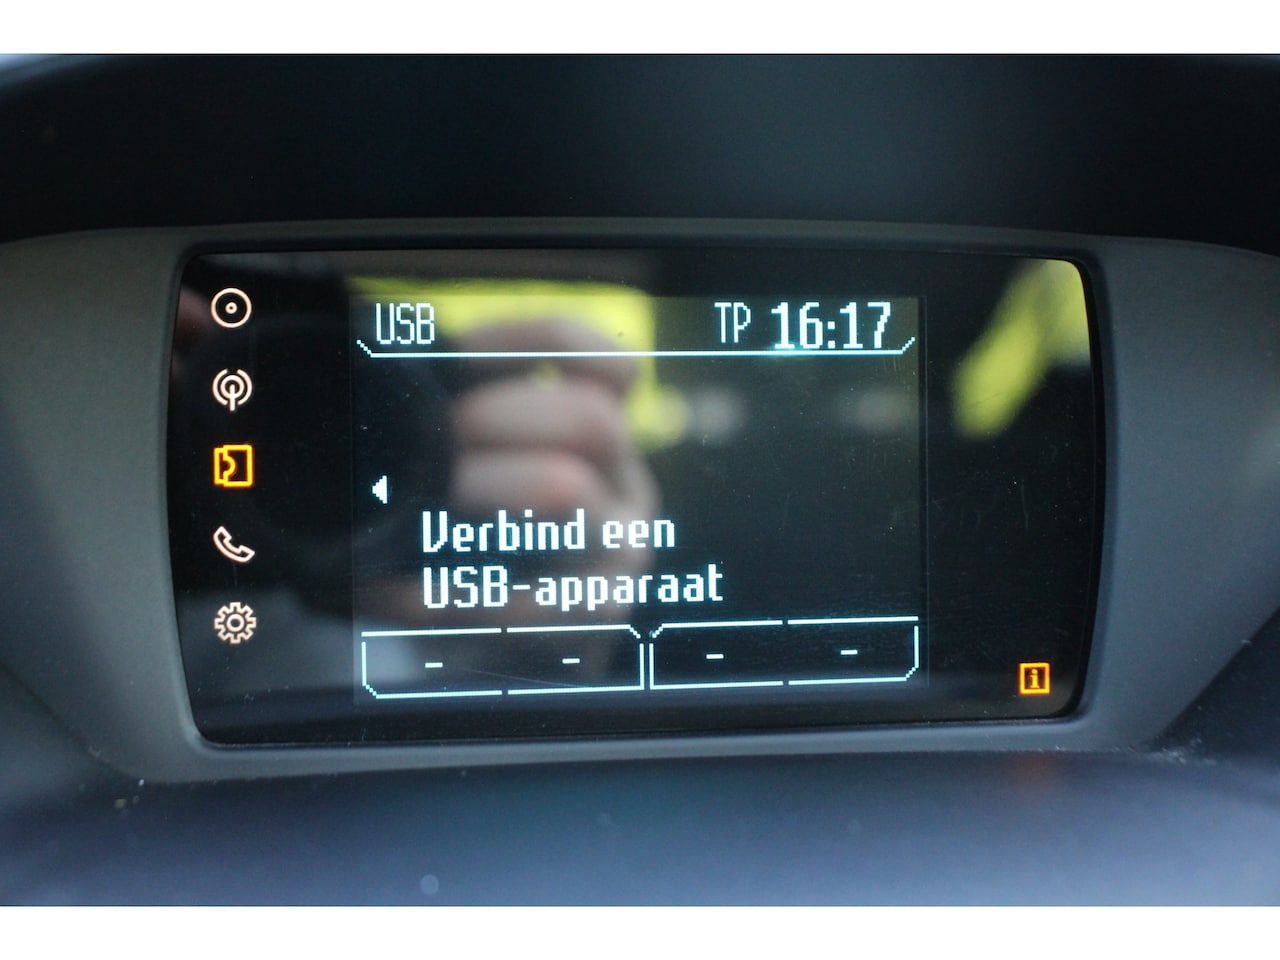 USB TP 16:17
Verbind een
USB-apparaat
- - - -
i